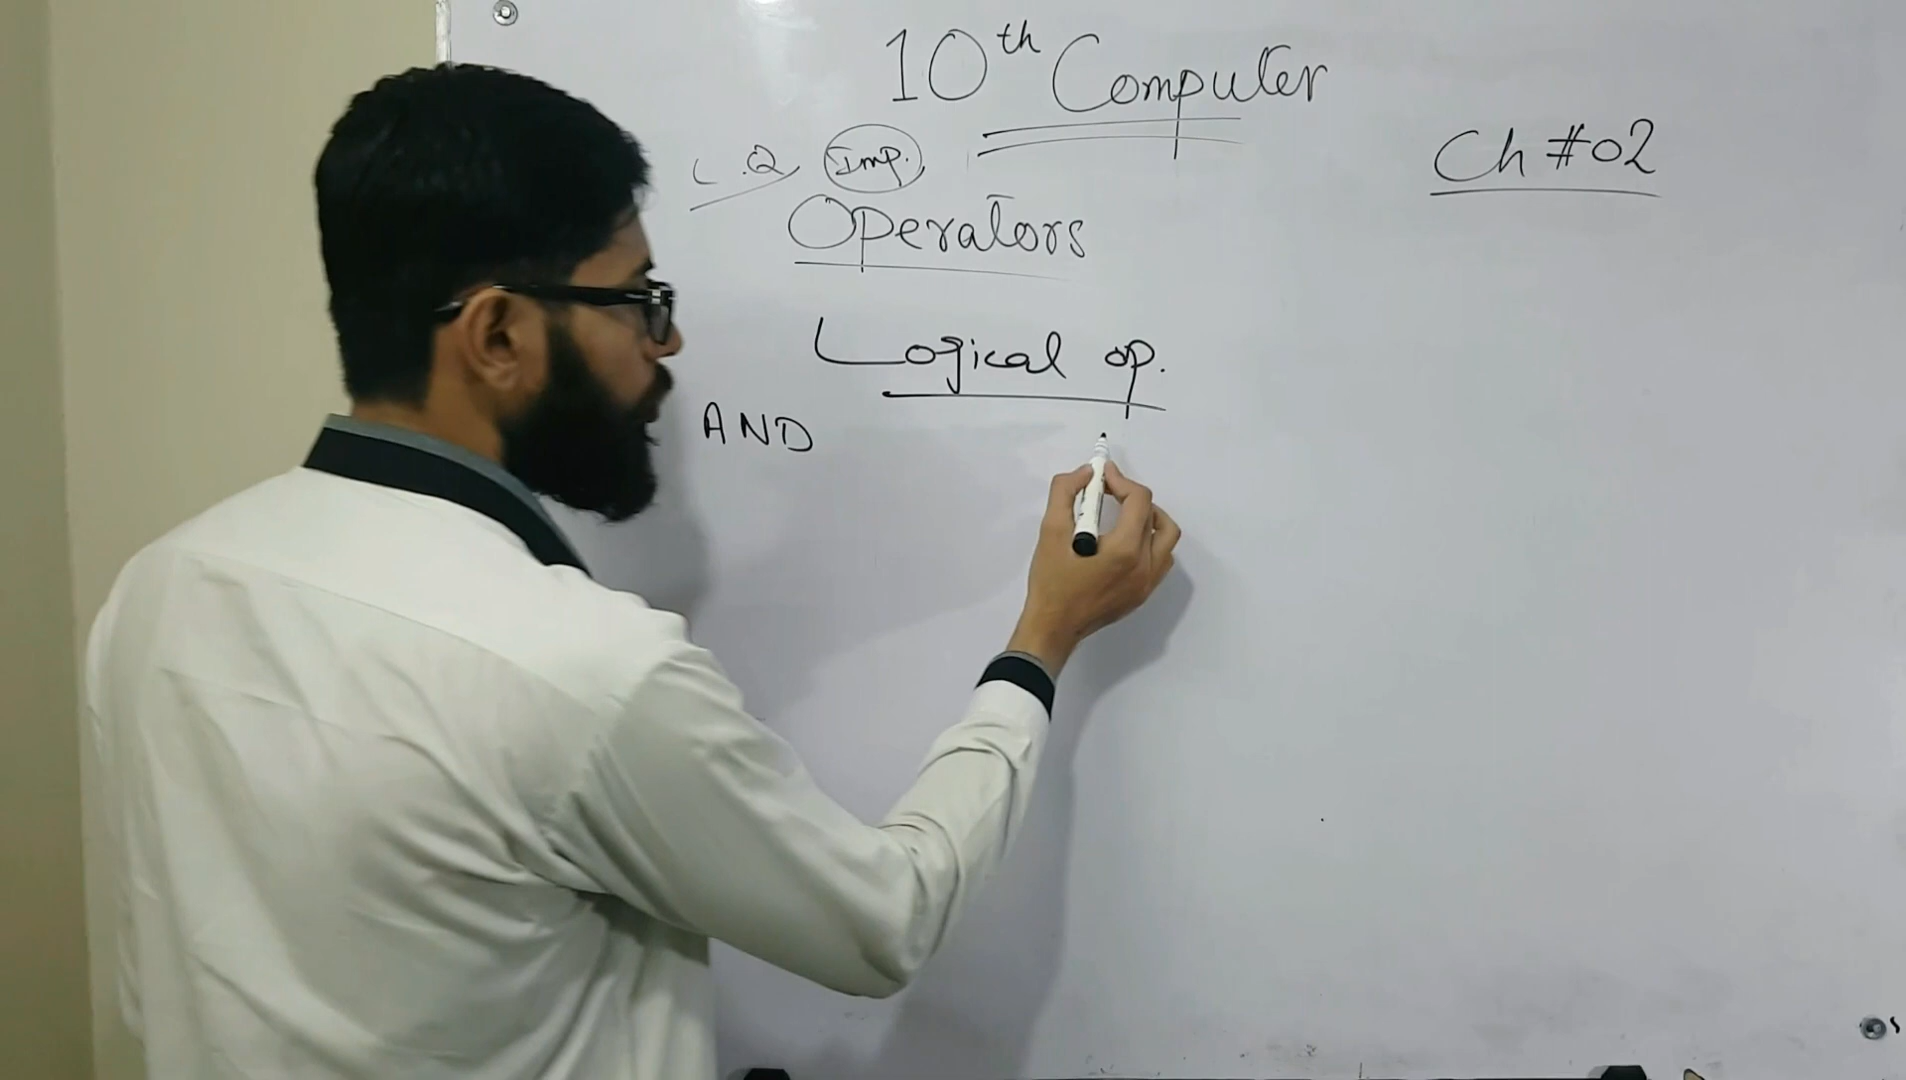 10th Computer
Ch #02
L.Q Imp.
Operators
Logical op.
AND